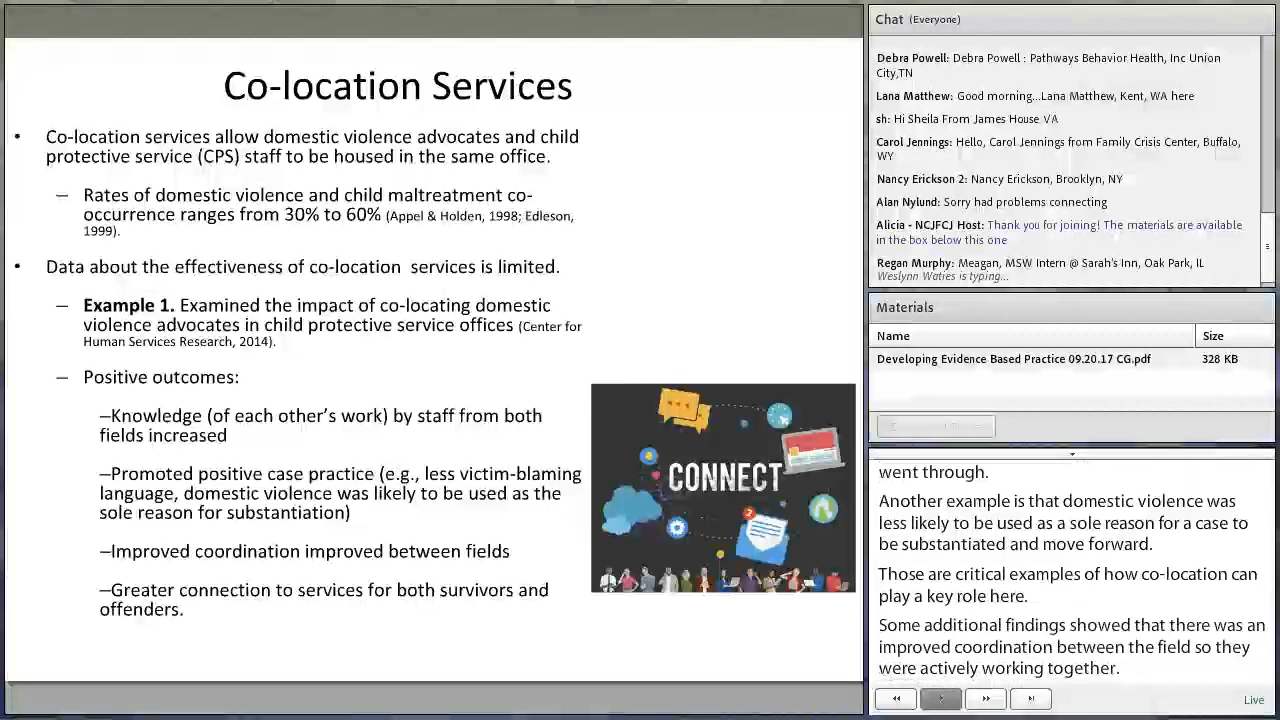 Co-location Services
• Co-location services allow domestic violence advocates and child
protective service (CPS) staff to be housed in the same office.
– Rates of domestic violence and child maltreatment co-
occurrence ranges from 30% to 60% (Appel & Holden, 1998; Edleson,
1999).
• Data about the effectiveness of co-location services is limited.
– Example 1. Examined the impact of co-locating domestic
violence advocates in child protective service offices (Center for
Human Services Research, 2014).
– Positive outcomes:
–Knowledge (of each other’s work) by staff from both
fields increased
–Promoted positive case practice (e.g., less victim-blaming
language, domestic violence was likely to be used as the
sole reason for substantiation)
–Improved coordination improved between fields
–Greater connection to services for both survivors and
offenders.
CONNECT
2
Chat (Everyone)
Debra Powell: Debra Powell : Pathways Behavior Health, Inc Union
City,TN
Lana Matthew: Good morning...Lana Matthew, Kent, WA here
sh: Hi Sheila From James House VA
Carol Jennings: Hello, Carol Jennings from Family Crisis Center, Buffalo,
WY
Nancy Erickson 2: Nancy Erickson, Brooklyn, NY
Alan Nylund: Sorry had problems connecting
Alicia - NCJFCJ Host: Thank you for joining! The materials are available
in the box below this one
Regan Murphy: Meagan, MSW Intern @ Sarah's Inn, Oak Park, IL
Weslynn Waties is typing...
Materials
Name Size
Developing Evidence Based Practice 09.20.17 CG.pdf 328 KB
went through.
Another example is that domestic violence was
less likely to be used as a sole reason for a case to
be substantiated and move forward.
Those are critical examples of how co-location can
play a key role here.
Some additional findings showed that there was an
improved coordination between the field so they
were actively working together.
Live